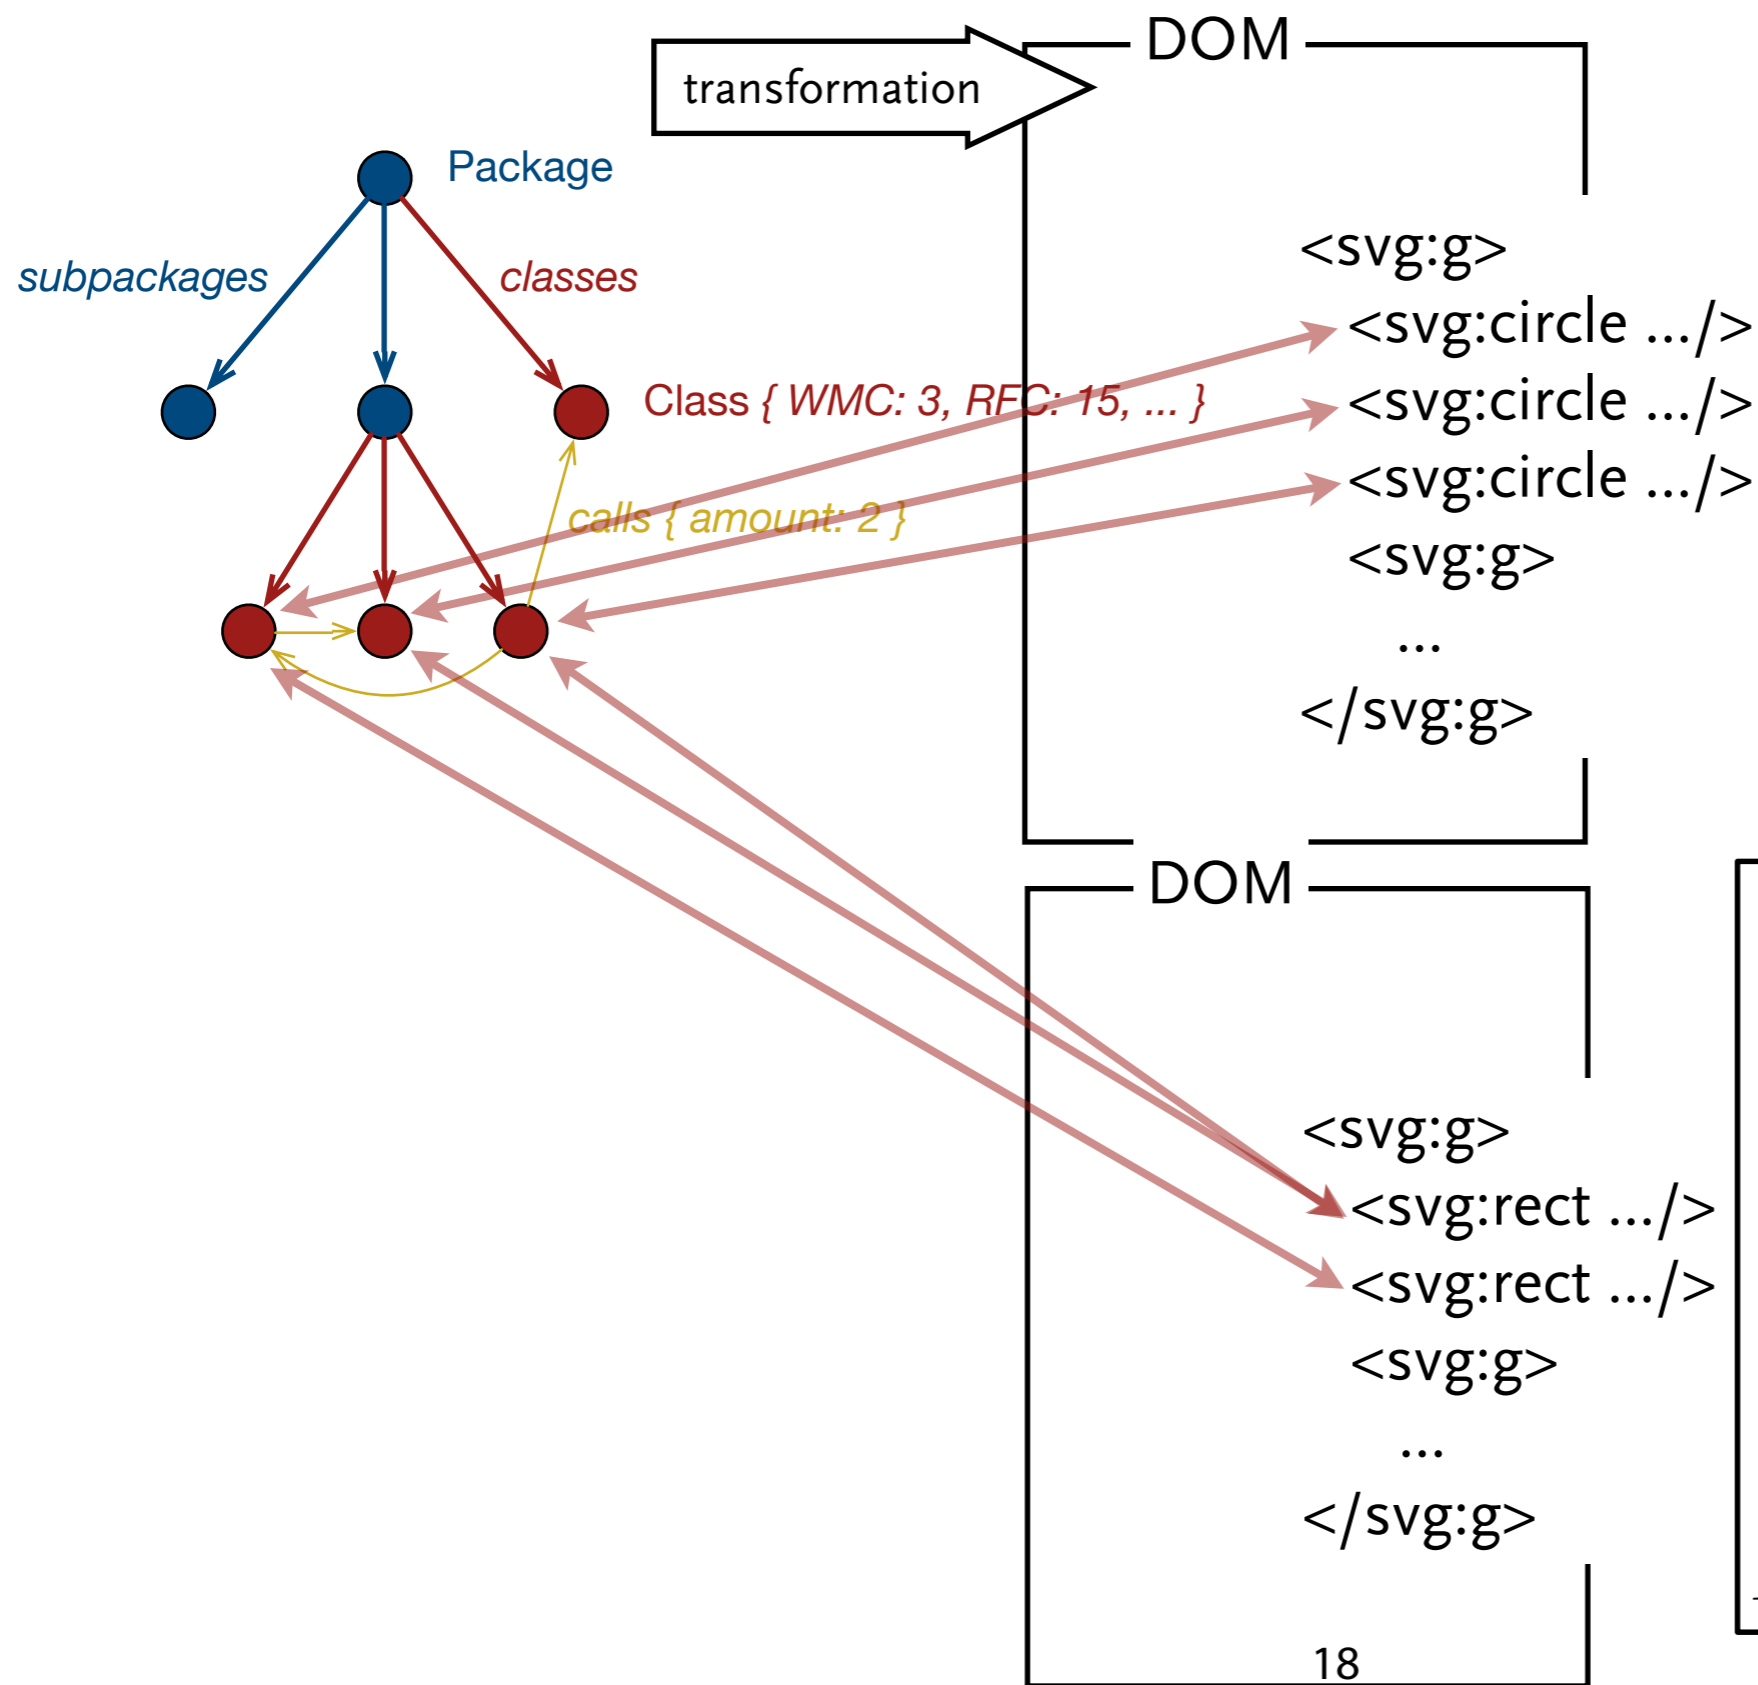 DOM
transformation
Package
subpackages
classes
Class { WMC: 3, RFC: 15, ... }
calls { amount: 2 }
<svg:g>
<svg:circle .../>
<svg:circle .../>
<svg:circle .../>
<svg:g>
...
</svg:g>
DOM
<svg:g>
<svg:rect .../>
<svg:rect .../>
<svg:g>
...
</svg:g>
18